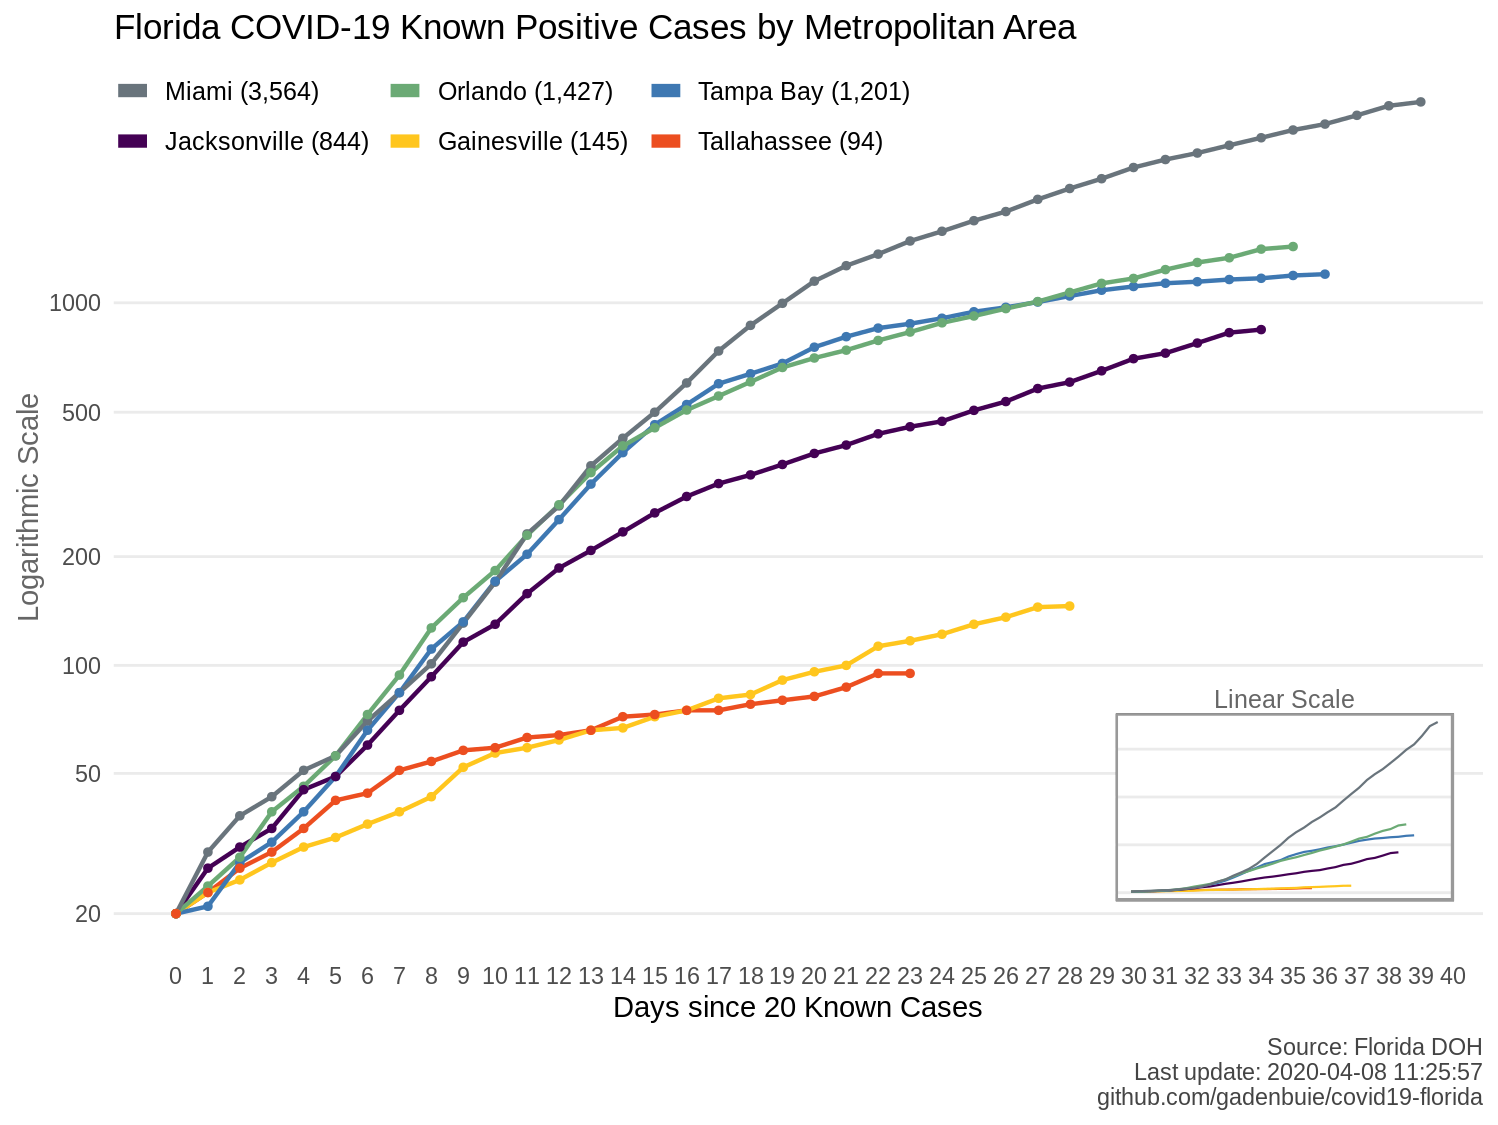 Florida COVID-19 Known Positive Cases by Metropolitan Area
Miami (3,564) Orlando (1,427) Tampa Bay (1,201)
Jacksonville (844) Gainesville (145) Tallahassee (94)
Logarithmic Scale
1000
500
200
100
50
20
Linear Scale
0 1 2 3 4 5 6 7 8 9 10 11 12 13 14 15 16 17 18 19 20 21 22 23 24 25 26 27 28 29 30 31 32 33 34 35 36 37 38 39 40
Days since 20 Known Cases
Source: Florida DOH
Last update: 2020-04-08 11:25:57
github.com/gadenbuie/covid19-florida